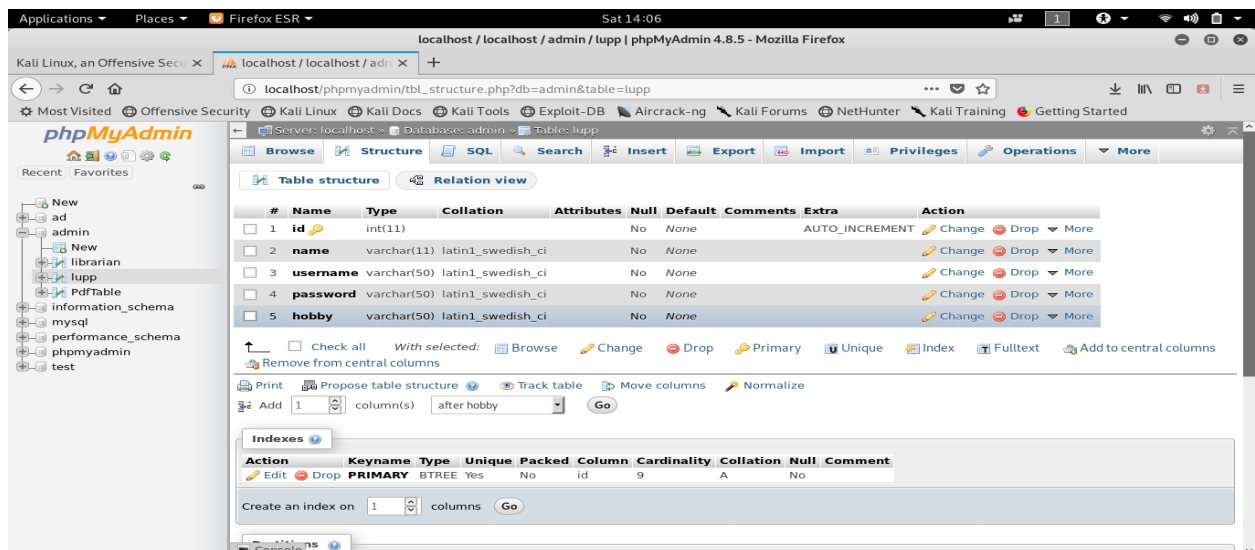 Applications Places Firefox ESR Sat 14:06 1
localhost / localhost / admin / lupp | phpMyAdmin 4.8.5 - Mozilla Firefox
Kali Linux, an Offensive Secu localhost / localhost / adn
localhost/phpmyadmin/tbl_structure.php?db=admin&table=lupp
Most Visited Offensive Security Kali Linux Kali Docs Kali Tools Exploit-DB Aircrack-ng Kali Forums NetHunter Kali Training Getting Started
phpMyAdmin
Recent Favorites
New
ad
admin
New
librarian
lupp
PdfTable
information_schema
mysql
performance_schema
phpmyadmin
test
Server: localhost » Database: admin » Table: lupp
Browse Structure SQL Search Insert Export Import Privileges Operations More
Table structure Relation view
# Name Type Collation Attributes Null Default Comments Extra Action
1 id int(11) No None AUTO_INCREMENT Change Drop More
2 name varchar(11) latin1_swedish_ci No None Change Drop More
3 username varchar(50) latin1_swedish_ci No None Change Drop More
4 password varchar(50) latin1_swedish_ci No None Change Drop More
5 hobby varchar(50) latin1_swedish_ci No None Change Drop More
Check all With selected: Browse Change Drop Primary Unique Index Fulltext Add to central columns
Remove from central columns
Print Propose table structure Track table Move columns Normalize
Add 1 column(s) after hobby Go
Indexes
Action Keyname Type Unique Packed Column Cardinality Collation Null Comment
Edit Drop PRIMARY BTREE Yes No id 9 A No
Create an index on 1 columns Go
Console